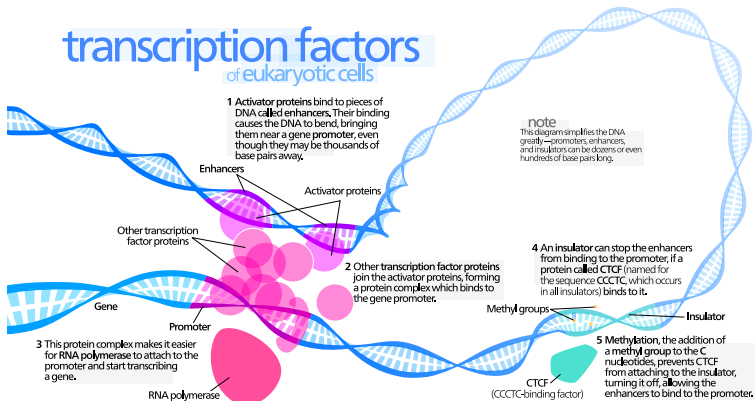 transcription factors
of eukaryotic cells
1 Activator proteins bind to pieces of
DNA called enhancers. Their binding
causes the DNA to bend, bringing
them near a gene promoter, even
though they may be thousands of
base pairs away.
note
This diagram simplifies the DNA
greatly—promoters, enhancers,
and insulators can be dozens or even
hundreds of base pairs long.
Enhancers
Activator proteins
Other transcription
factor proteins
2 Other transcription factor proteins
join the activator proteins, forming
a protein complex which binds to
the gene promoter.
4 An insulator can stop the enhancers
from binding to the promoter, if a
protein called CTCF (named for
the sequence CCCTC, which occurs
in all insulators) binds to it.
Gene
Promoter
Methyl groups
Insulator
3 This protein complex makes it easier
for RNA polymerase to attach to the
promoter and start transcribing
a gene.
RNA polymerase
CTCF
(CCCTC-binding factor)
5 Methylation, the addition of
a methyl group to the C
nucleotides, prevents CTCF
from attaching to the insulator,
turning it off, allowing the
enhancers to bind to the promoter.